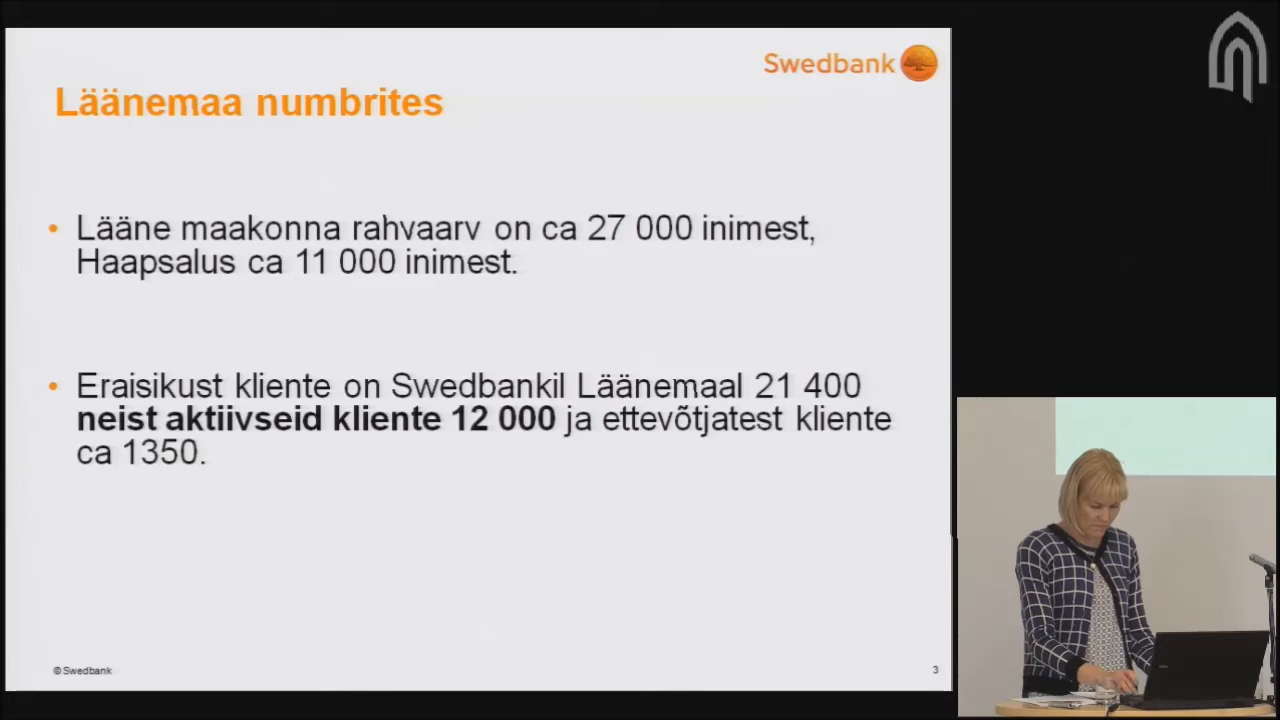 Swedbank
Läänemaa numbrites
• Lääne maakonna rahvaarv on ca 27 000 inimest,
Haapsalus ca 11 000 inimest.
• Eraisikust kliente on Swedbankil Läänemaal 21 400
neist aktiivseid kliente 12 000 ja ettevõtjatest kliente
ca 1350.
© Swedbank
3